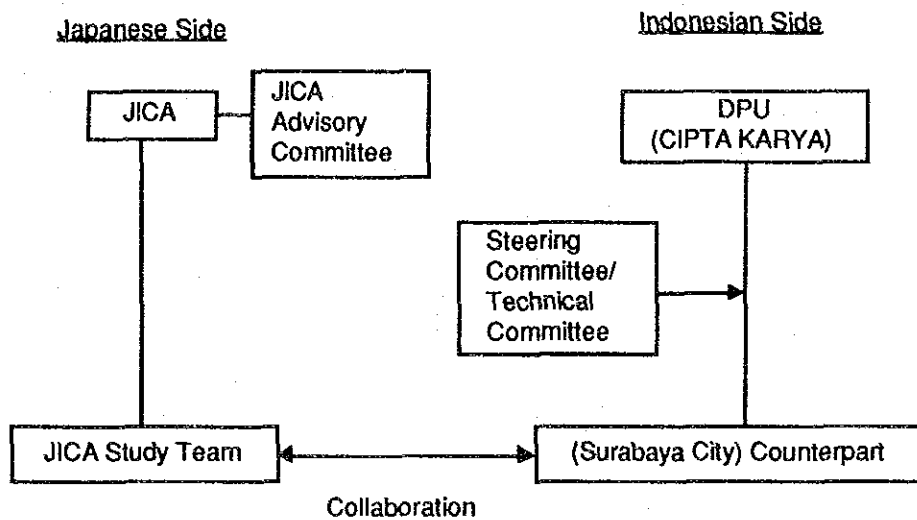 Japanese Side
Indonesian Side
JICA
JICA
Advisory
Committee
DPU
(CIPTA KARYA)
Steering
Committee/
Technical
Committee
JICA Study Team
(Surabaya City) Counterpart
Collaboration